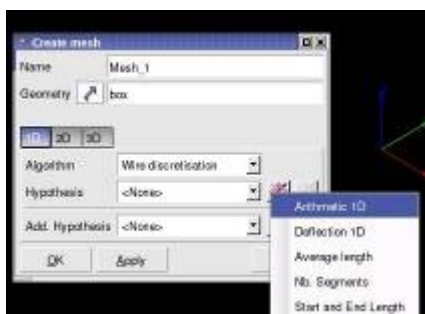 Create mesh
Name Mesh_1
Geometry box
1D 2D 3D
Algorithm Wire discretisation
Hypothesis <None>
Add. Hypothesis <None>
OK Apply
Arithmetic 1D
Deflection 1D
Average length
Nb. Segments
Start and End Length